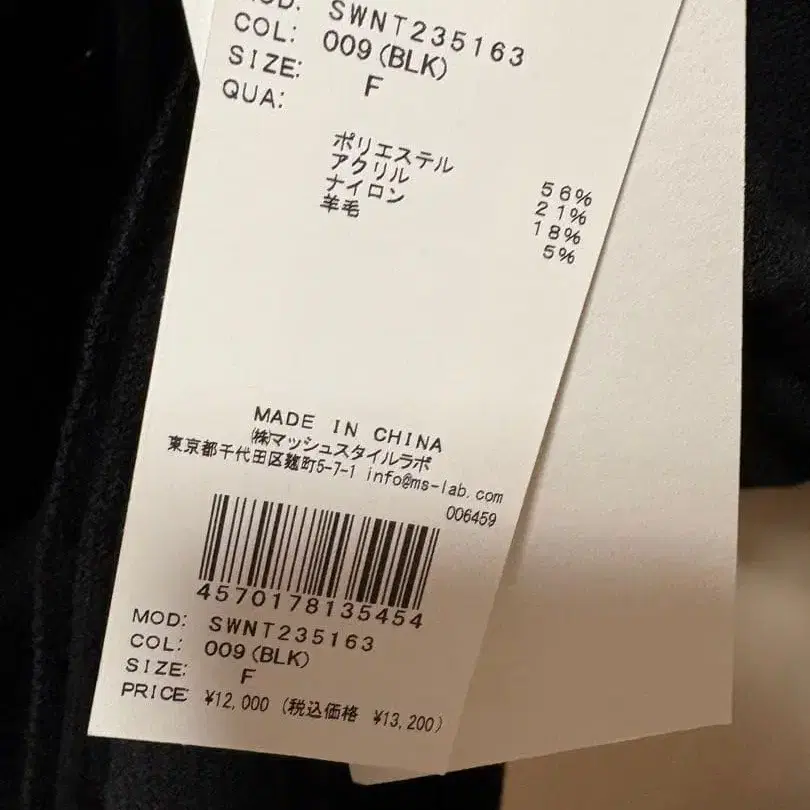 MOD: SWNT235163
COL: 009(BLK)
SIZE: F
QUA:
ポリエステル 56%
アクリル 21%
ナイロン 18%
羊毛 5%
MADE IN CHINA
㈱マッシュスタイルラボ
東京都千代田区麹町5-7-1 info@ms-lab.com
006459
4570178135454
MOD: SWNT235163
COL: 009(BLK)
SIZE: F
PRICE: ¥12,000 (税込価格 ¥13,200)